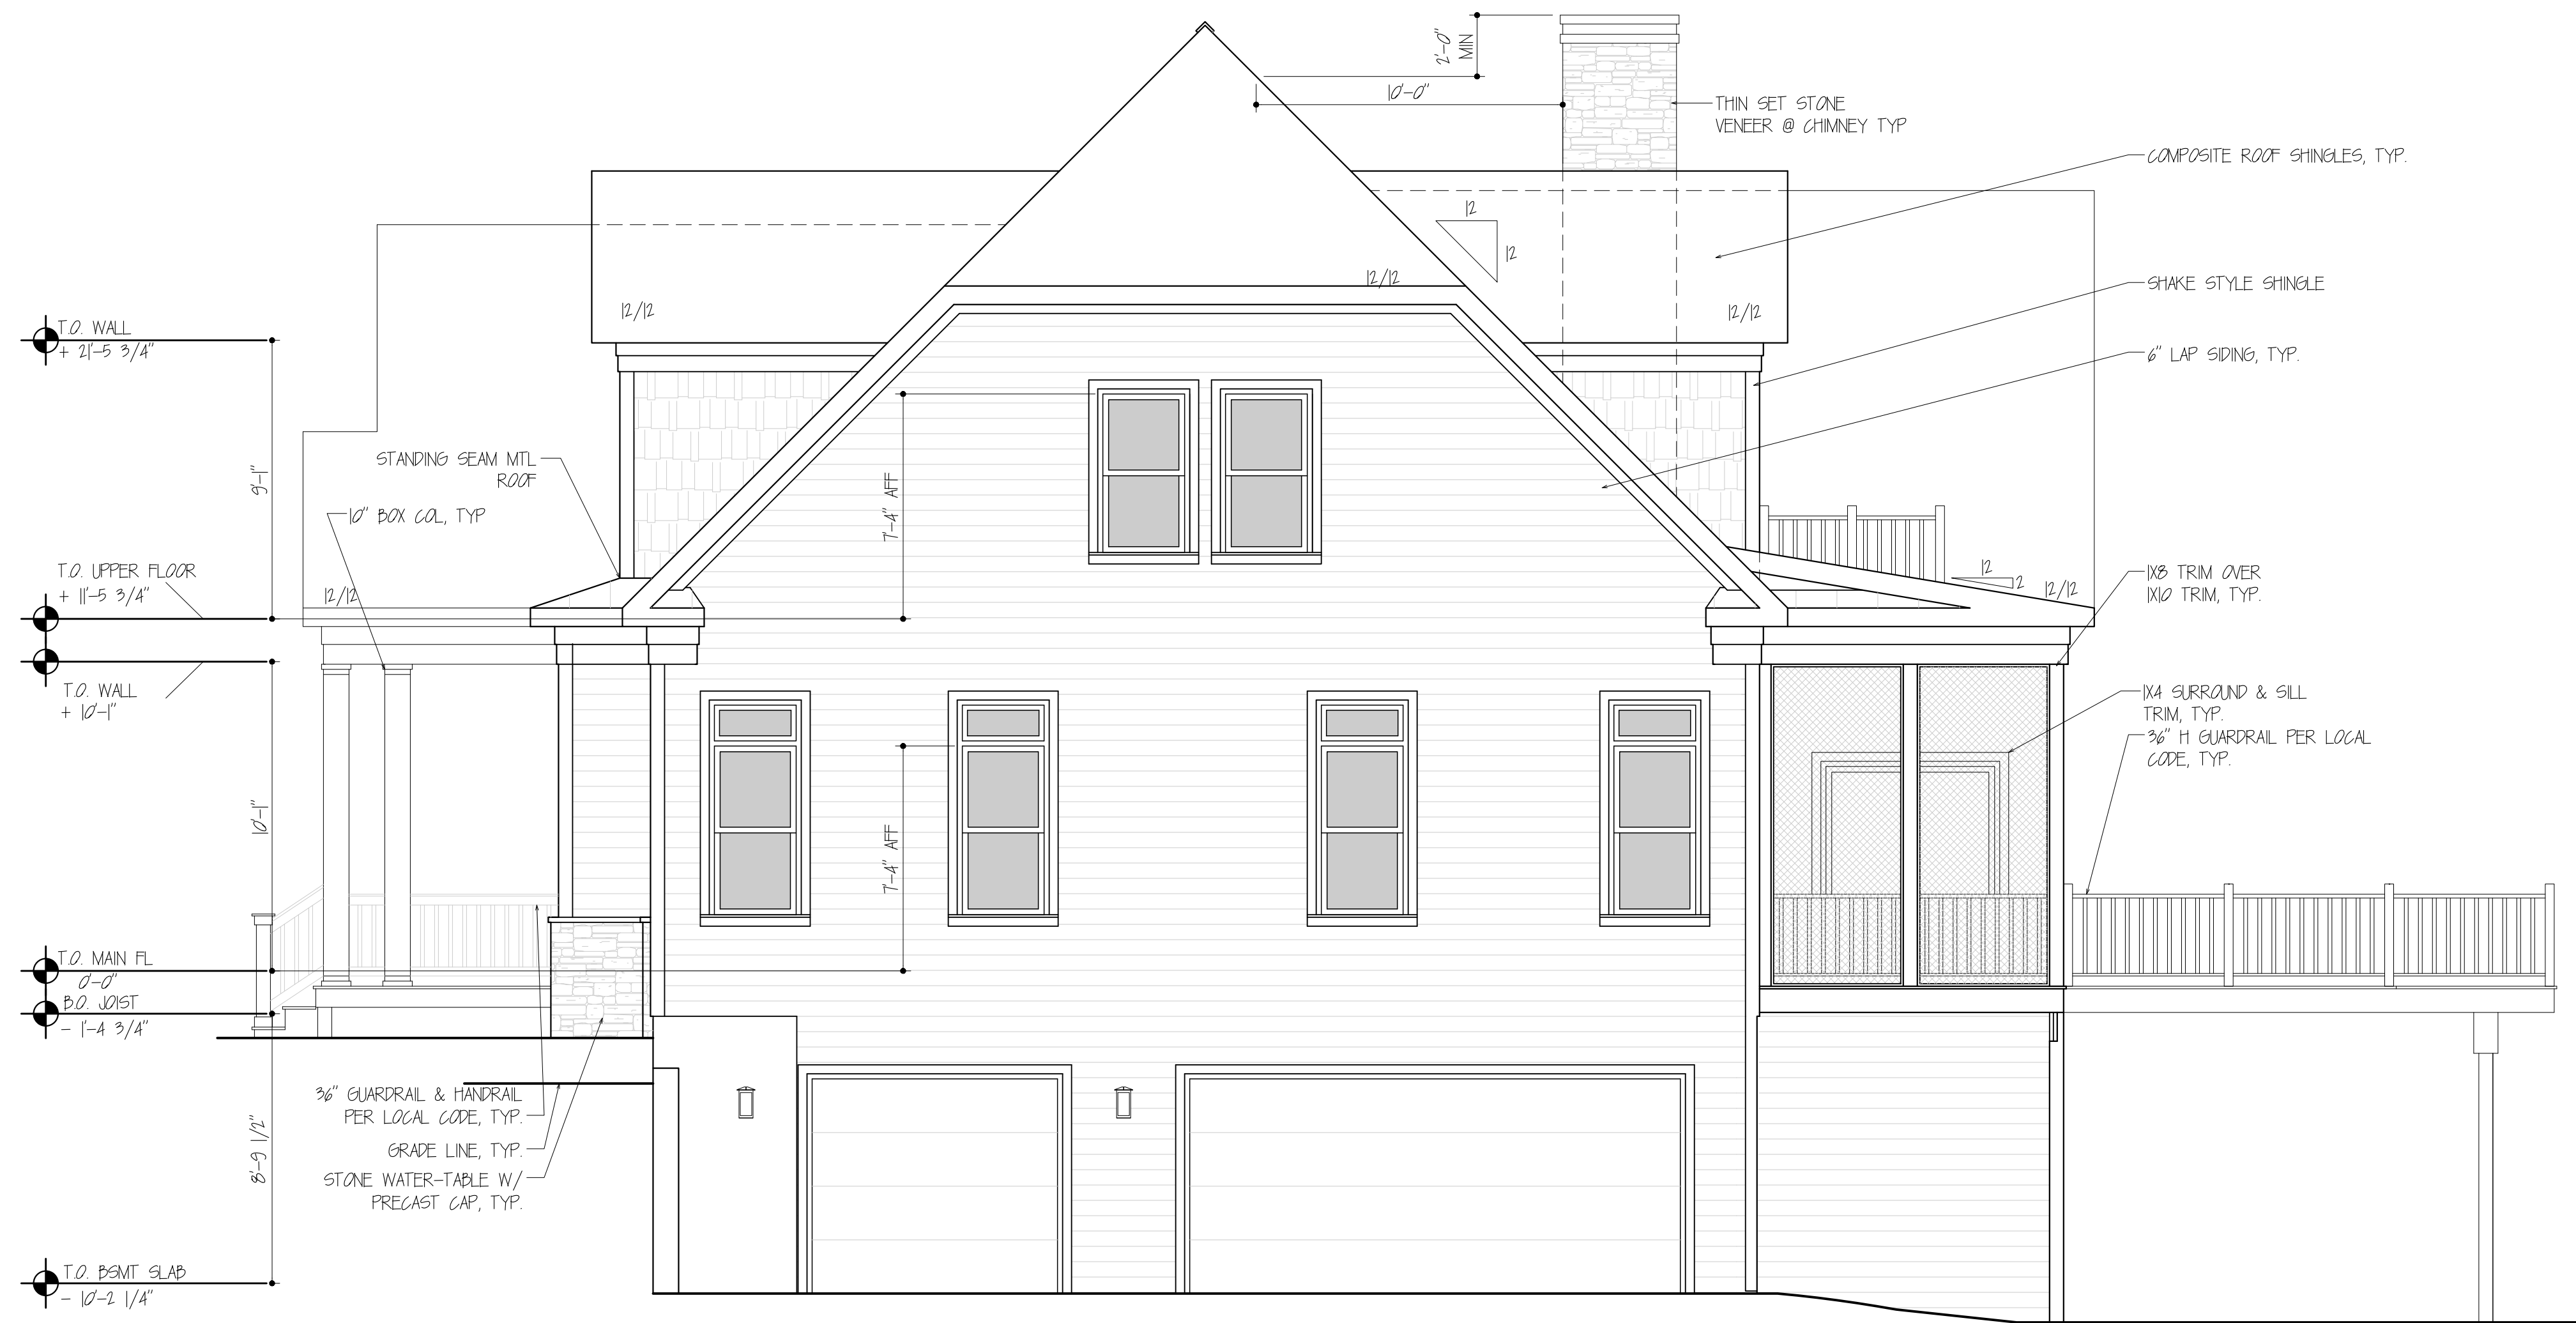 2'-0"
MIN
10'-0"
THIN SET STONE
VENEER @ CHIMNEY TYP
COMPOSITE ROOF SHINGLES, TYP.
12
12
12/12
12/12
12/12
SHAKE STYLE SHINGLE
T.O. WALL
+ 21'-5 3/4"
6" LAP SIDING, TYP.
STANDING SEAM MTL
ROOF
9'-1"
7'-4" AFF
10" BOX COL, TYP
T.O. UPPER FLOOR
+ 11'-5 3/4"
12/12
12
2
12/12
1X8 TRIM OVER
1X10 TRIM, TYP.
T.O. WALL
+ 10'-1"
1X4 SURROUND & SILL
TRIM, TYP.
36" H GUARDRAIL PER LOCAL
CODE, TYP.
10'-1"
7'-4" AFF
T.O. MAIN FL
0'-0"
B.O. JOIST
- 1'-4 3/4"
36" GUARDRAIL & HANDRAIL
PER LOCAL CODE, TYP.
GRADE LINE, TYP.
8'-9 1/2"
STONE WATER-TABLE W/
PRECAST CAP, TYP.
T.O. BSMT SLAB
- 10'-2 1/4"